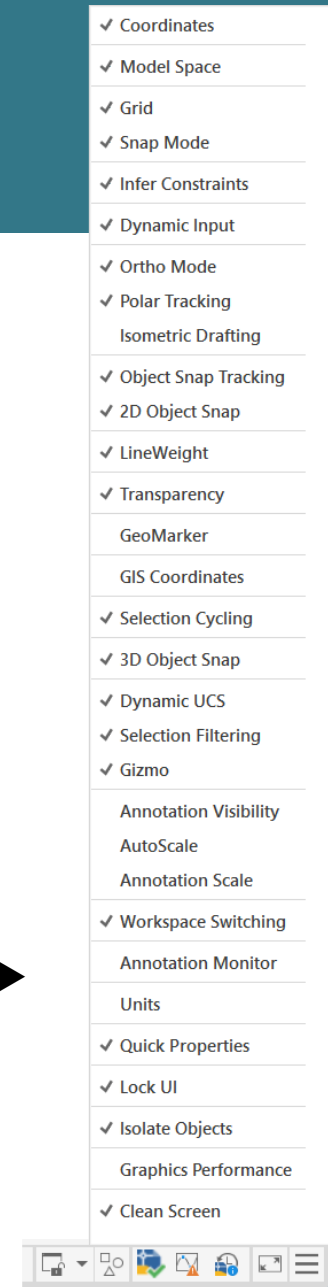 Coordinates
Model Space
Grid
Snap Mode
Infer Constraints
Dynamic Input
Ortho Mode
Polar Tracking
Isometric Drafting
Object Snap Tracking
2D Object Snap
LineWeight
Transparency
GeoMarker
GIS Coordinates
Selection Cycling
3D Object Snap
Dynamic UCS
Selection Filtering
Gizmo
Annotation Visibility
AutoScale
Annotation Scale
Workspace Switching
Annotation Monitor
Units
Quick Properties
Lock UI
Isolate Objects
Graphics Performance
Clean Screen